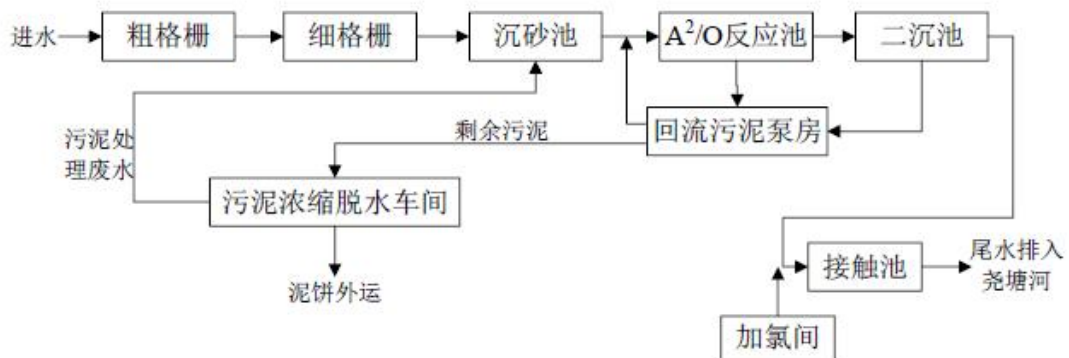 进水
粗格栅
细格栅
沉砂池
A²/O反应池
二沉池
污泥处
理废水
剩余污泥
回流污泥泵房
污泥浓缩脱水车间
泥饼外运
接触池
尾水排入
尧塘河
加氯间